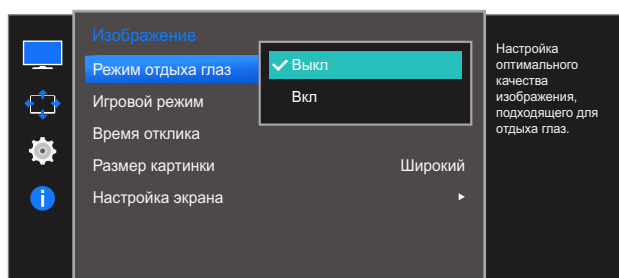 Изображение
Режим отдыха глаз
Выкл
Вкл
Игровой режим
Время отклика
Размер картинки Широкий
Настройка экрана
Настройка
оптимального
качества
изображения,
подходящего для
отдыха глаз.